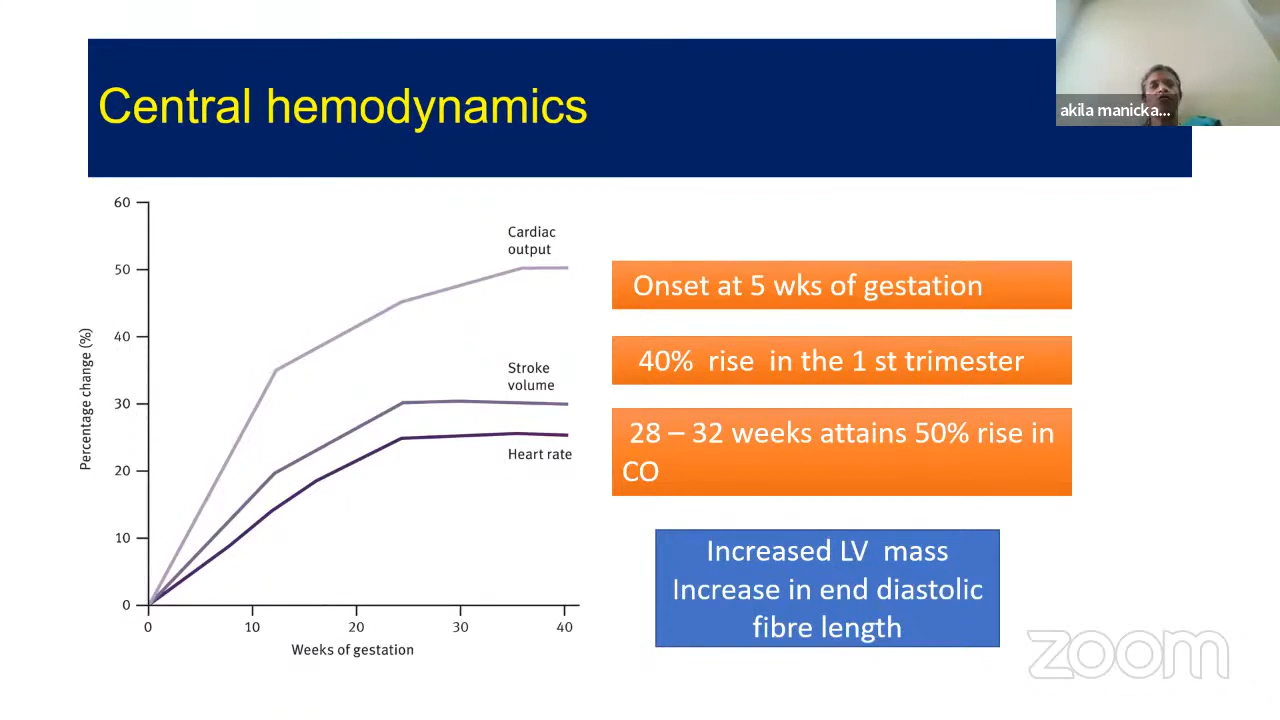 Central hemodynamics
akila manicka...
60
50
40
30
20
10
0
Percentage change (%)
0
10
20
30
40
Weeks of gestation
Cardiac
output
Stroke
volume
Heart rate
Onset at 5 wks of gestation
40% rise in the 1 st trimester
28 – 32 weeks attains 50% rise in
CO
Increased LV mass
Increase in end diastolic
fibre length
zoom